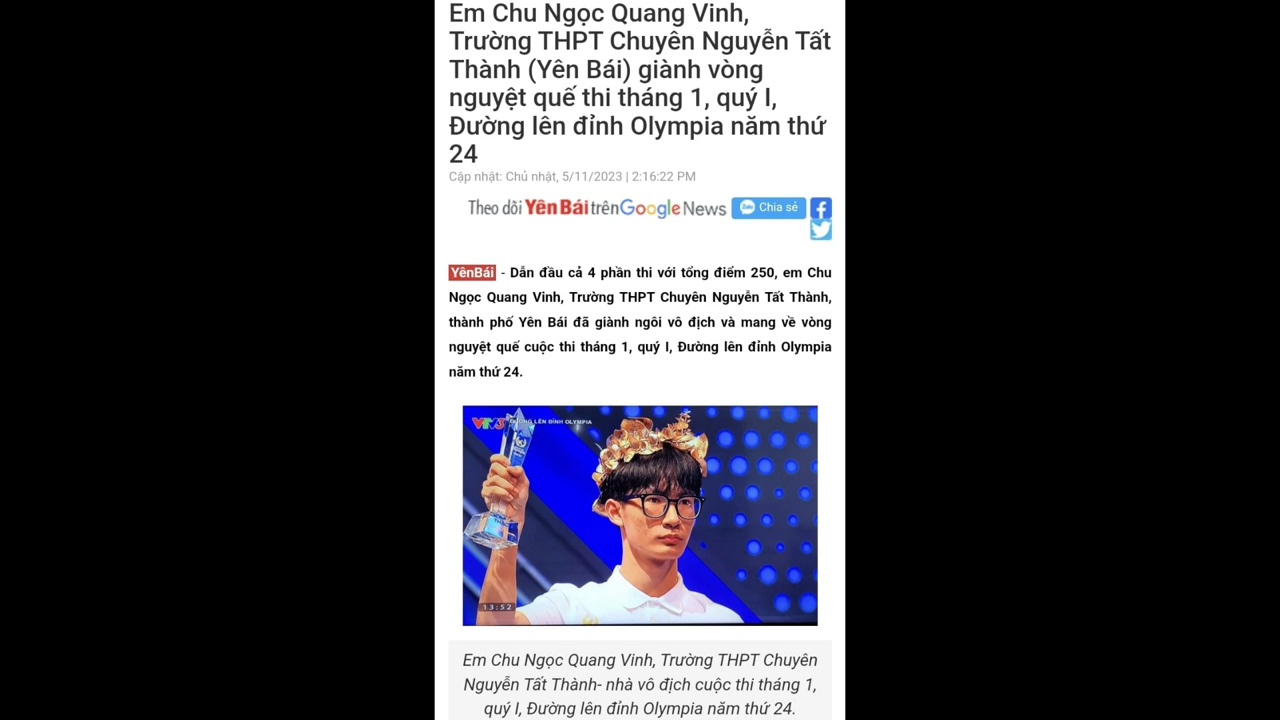 Em Chu Ngọc Quang Vinh,
Trường THPT Chuyên Nguyễn Tất
Thành (Yên Bái) giành vòng
nguyệt quế thi tháng 1, quý I,
Đường lên đỉnh Olympia năm thứ
24
Cập nhật: Chủ nhật, 5/11/2023 | 2:16:22 PM
Theo dõi Yên Bái trên Google News
Zalo Chia sẻ
YênBái - Dẫn đầu cả 4 phần thi với tổng điểm 250, em Chu
Ngọc Quang Vinh, Trường THPT Chuyên Nguyễn Tất Thành,
thành phố Yên Bái đã giành ngôi vô địch và mang về vòng
nguyệt quế cuộc thi tháng 1, quý I, Đường lên đỉnh Olympia
năm thứ 24.
VTV3 LÊN ĐỈNH OLYMPIA
13:52
Em Chu Ngọc Quang Vinh, Trường THPT Chuyên
Nguyễn Tất Thành- nhà vô địch cuộc thi tháng 1,
quý I, Đường lên đỉnh Olympia năm thứ 24.